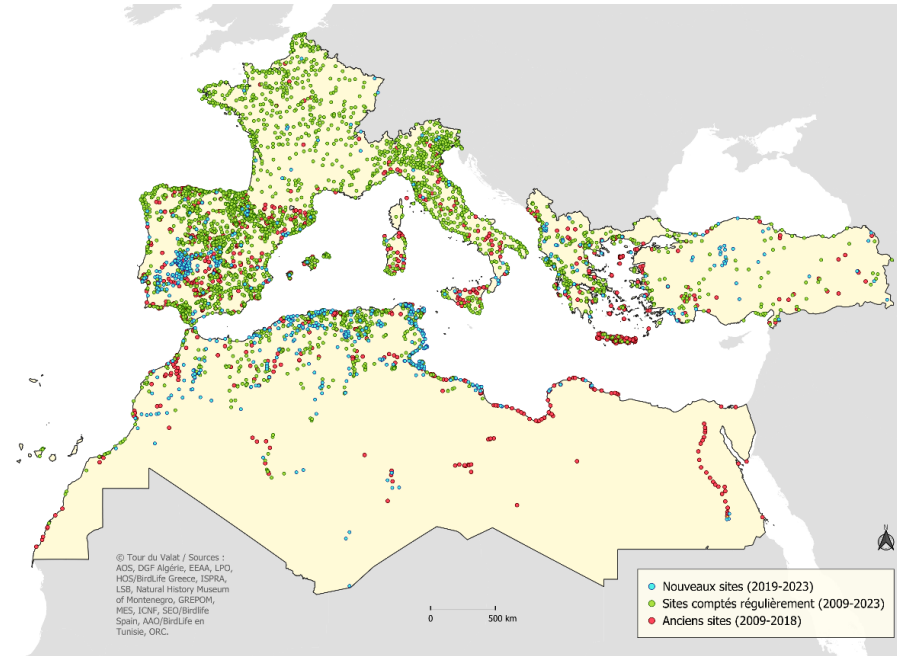 © Tour du Valat / Sources :
AOS, DGF Algérie, EEAA, LPO,
HOS/BirdLife Greece, ISPRA,
LSB, Natural History Museum
of Montenegro, GREPOM,
MES, ICNF, SEO/Birdlife
Spain, AAO/BirdLife en
Tunisie, ORC.
0 500 km
Nouveaux sites (2019-2023)
Sites comptés régulièrement (2009-2023)
Anciens sites (2009-2018)